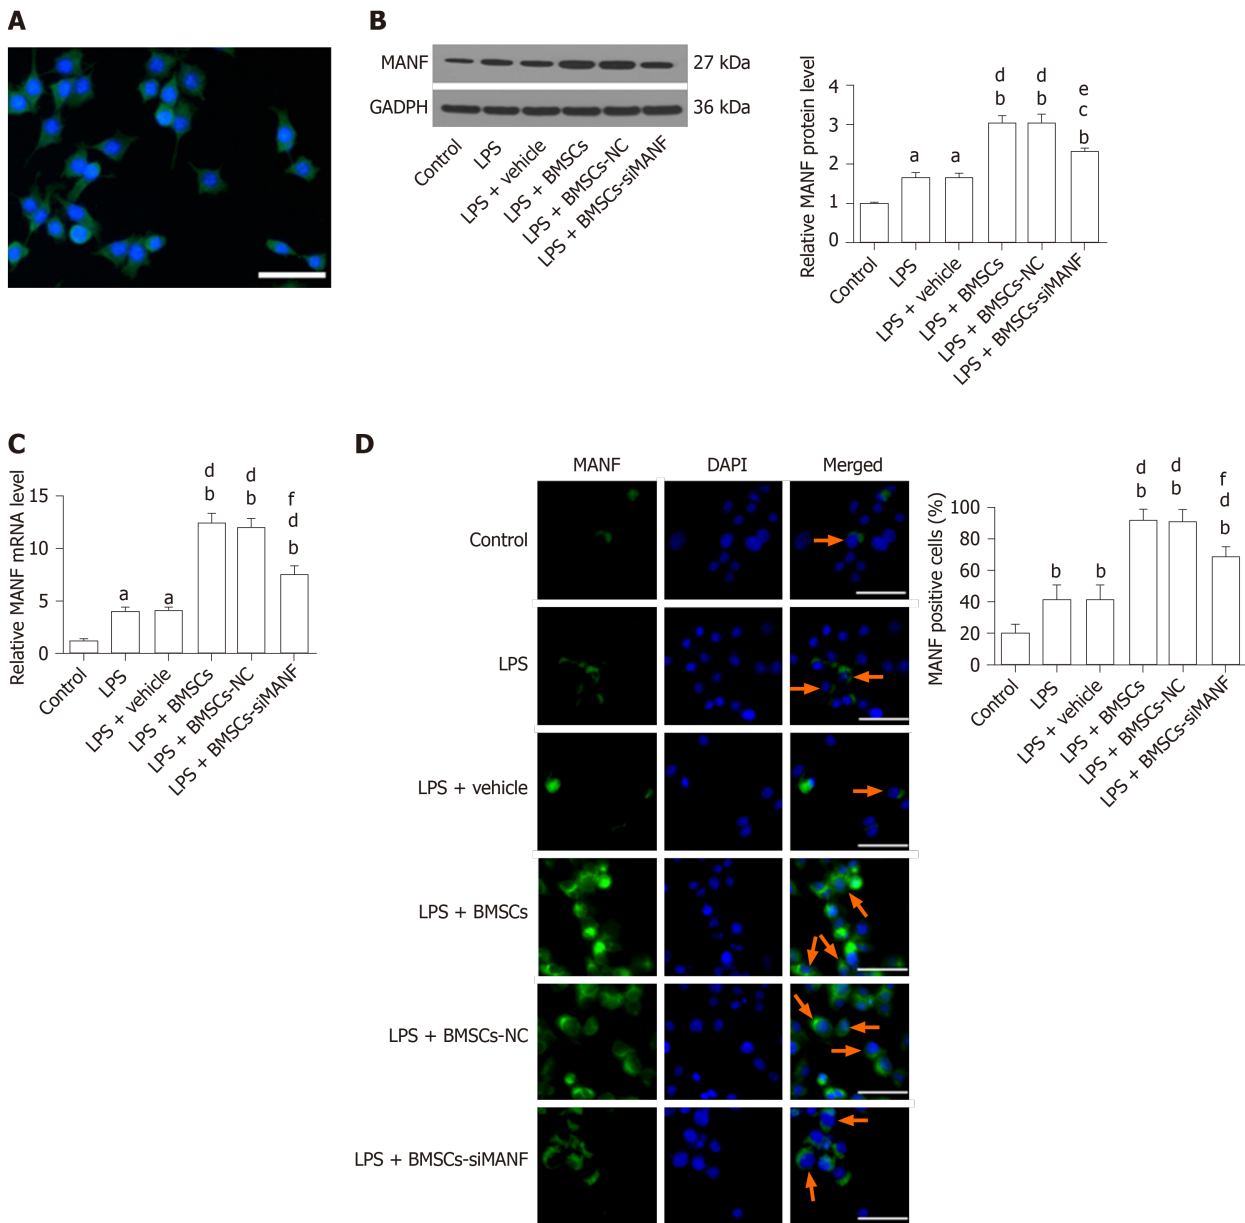 A
B
MANF
27 kDa
GADPH
36 kDa
Control
LPS
LPS + vehicle
LPS + BMSCs
LPS + BMSCs-NC
LPS + BMSCs-siMANF
Relative MANF protein level
4
3
2
1
0
a
a
d
b
d
b
e
c
b
Control
LPS
LPS + vehicle
LPS + BMSCs
LPS + BMSCs-NC
LPS + BMSCs-siMANF
C
Relative MANF mRNA level
15
10
5
0
a
a
d
b
d
b
f
d
b
Control
LPS
LPS + vehicle
LPS + BMSCs
LPS + BMSCs-NC
LPS + BMSCs-siMANF
D
MANF DAPI Merged
Control
LPS
LPS + vehicle
LPS + BMSCs
LPS + BMSCs-NC
LPS + BMSCs-siMANF
MANF positive cells (%)
100
80
60
40
20
0
b
b
d
b
d
b
f
d
b
Control
LPS
LPS + vehicle
LPS + BMSCs
LPS + BMSCs-NC
LPS + BMSCs-siMANF